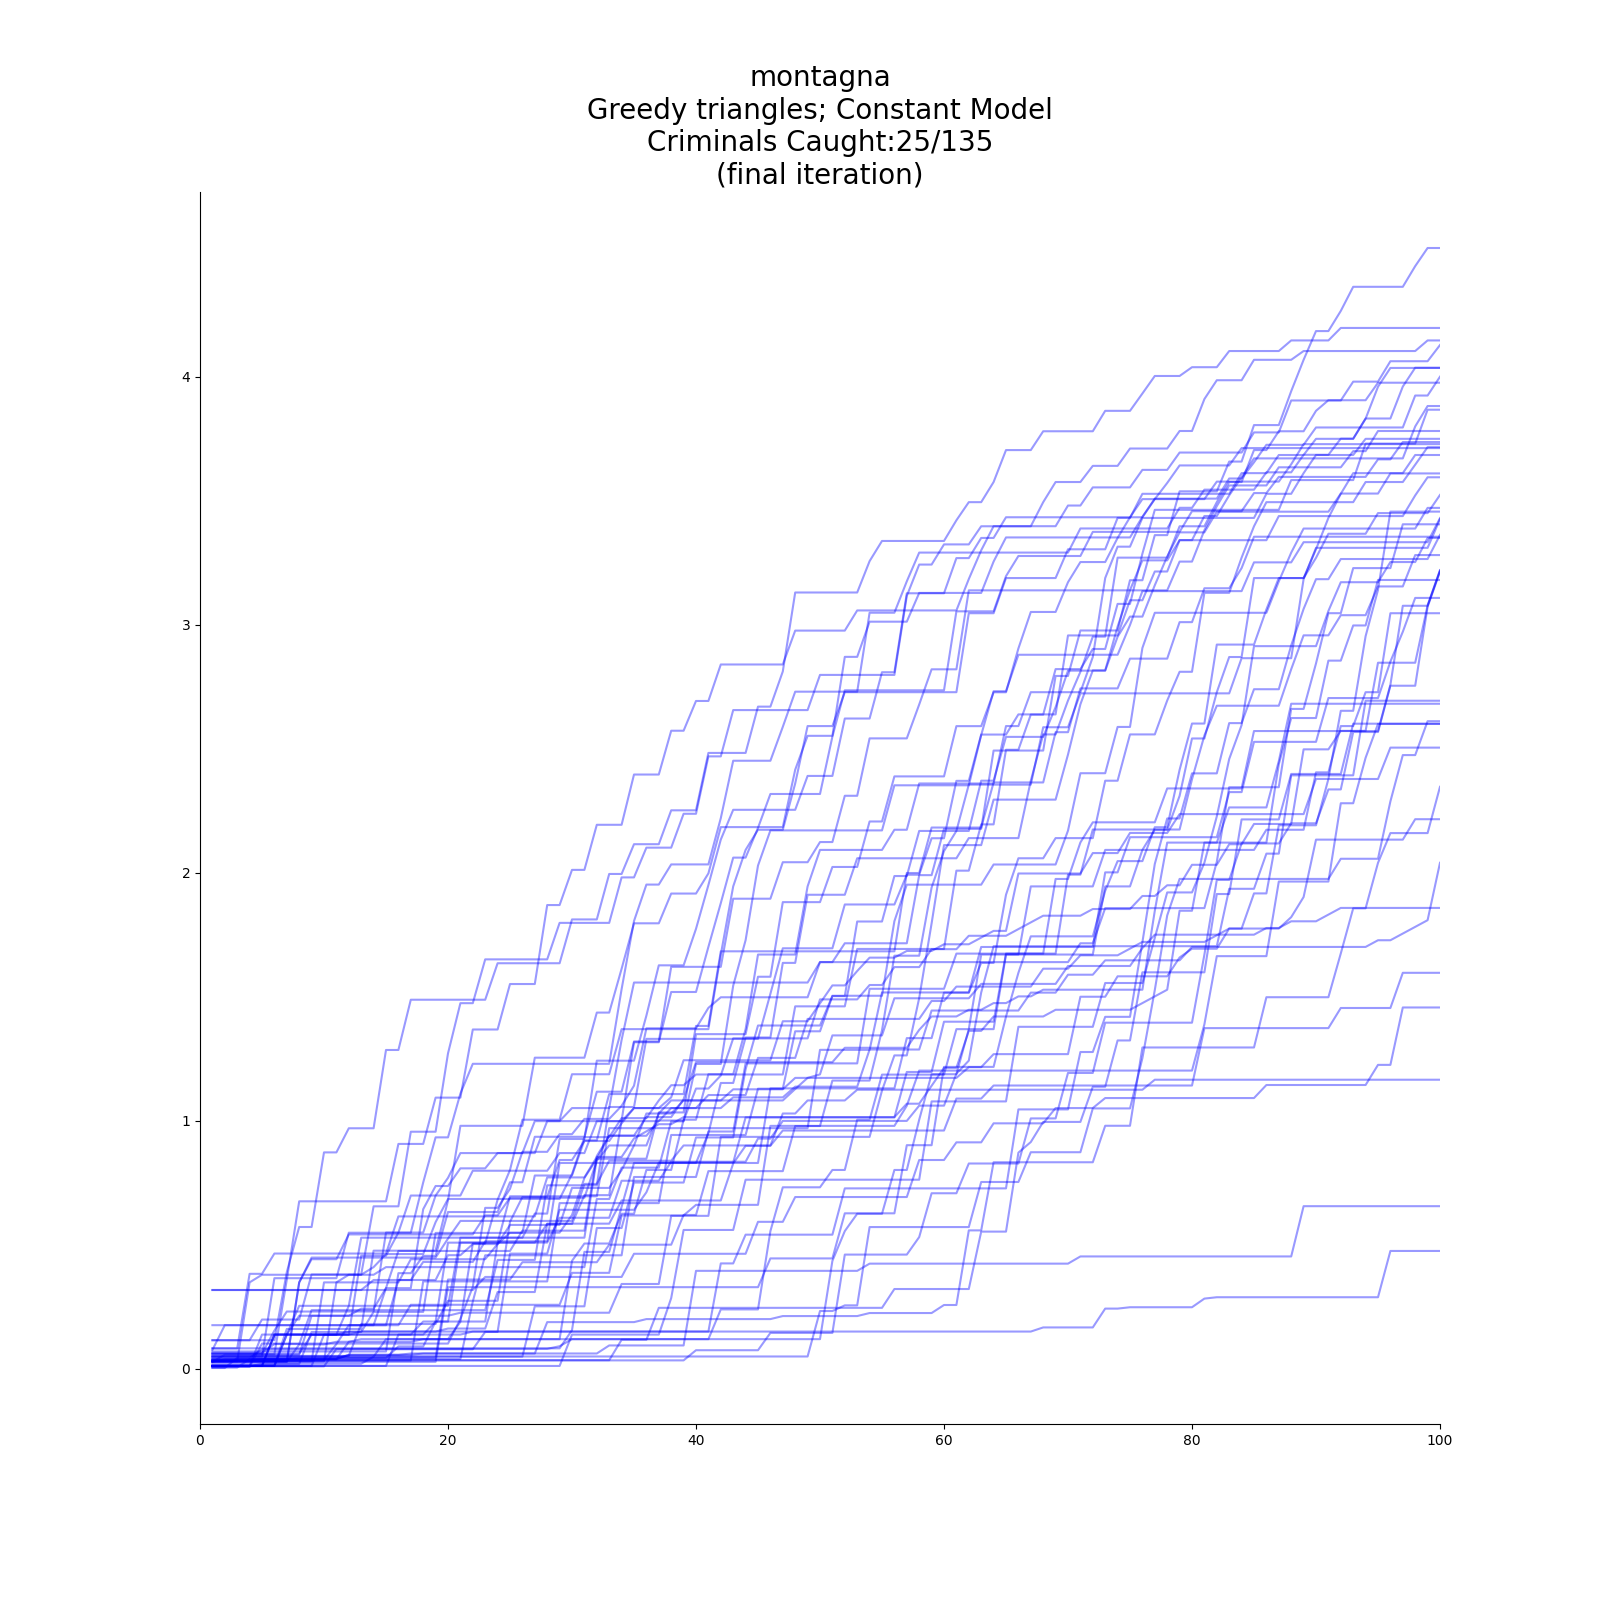 montagna
Greedy triangles; Constant Model
Criminals Caught:25/135
(final iteration)
4
3
2
1
0
0 20 40 60 80 100